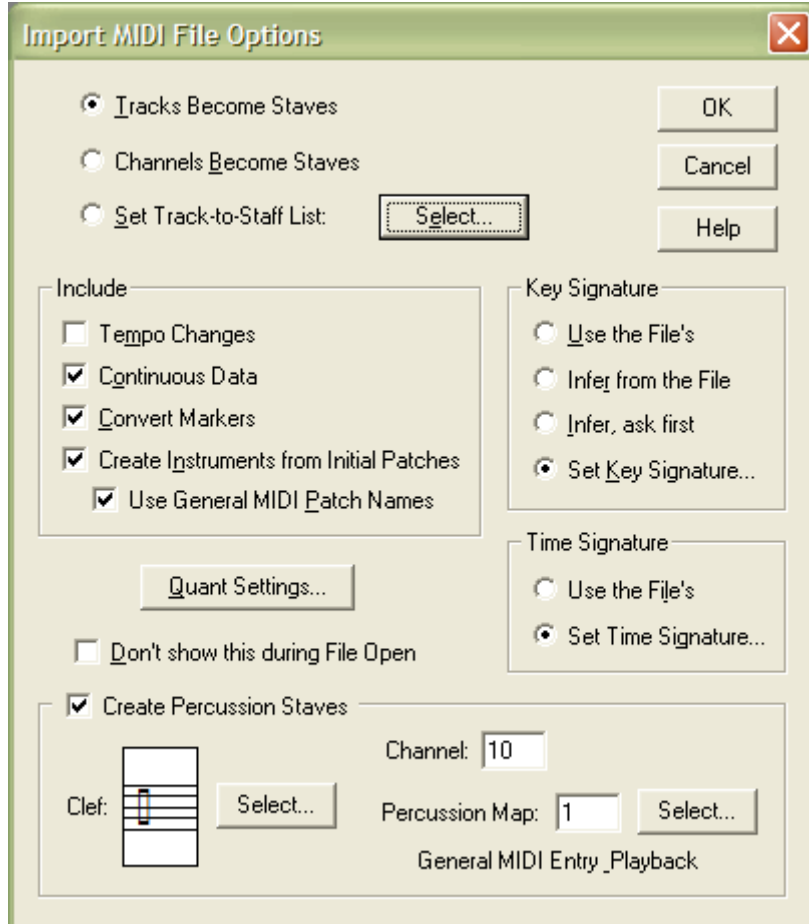 Import MIDI File Options
Tracks Become Staves
OK
Channels Become Staves
Cancel
Set Track-to-Staff List:
Select...
Help
Include
Tempo Changes
Continuous Data
Convert Markers
Create Instruments from Initial Patches
Use General MIDI Patch Names
Key Signature
Use the File's
Infer from the File
Infer, ask first
Set Key Signature...
Quant Settings...
Don't show this during File Open
Time Signature
Use the File's
Set Time Signature...
Create Percussion Staves
Clef:
Select...
Channel: 10
Percussion Map: 1
Select...
General MIDI Entry_Playback